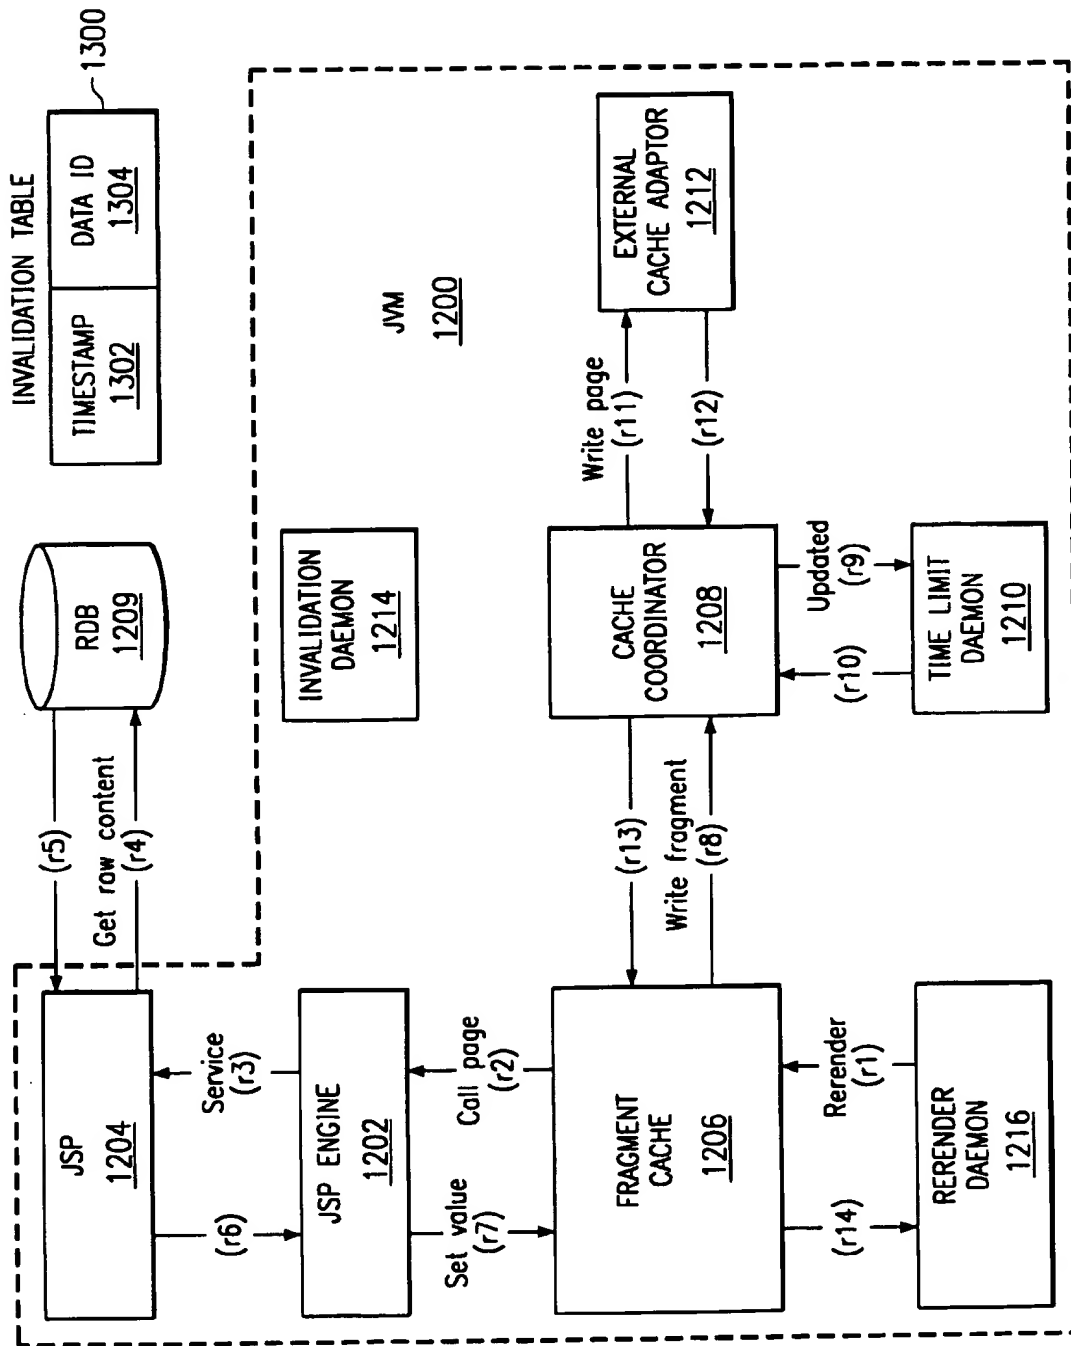 INVALIDATION TABLE
TIMESTAMP
1302
DATA ID
1304
1300
RDB
1209
(r5)
Get raw content
(r4)
JSP
1204
INVALIDATION
DAEMON
1214
JVM
1200
Service
(r3)
(r6)
JSP ENGINE
1202
Call page
(r2)
Set value
(r7)
FRAGMENT
CACHE
1206
(r13)
Write fragment
(r8)
CACHE
COORDINATOR
1208
Write page
(r11)
(r12)
EXTERNAL
CACHE ADAPTOR
1212
Rerender
(r1)
(r14)
Updated
(r9)
(r10)
RERENDER
DAEMON
1216
TIME LIMIT
DAEMON
1210